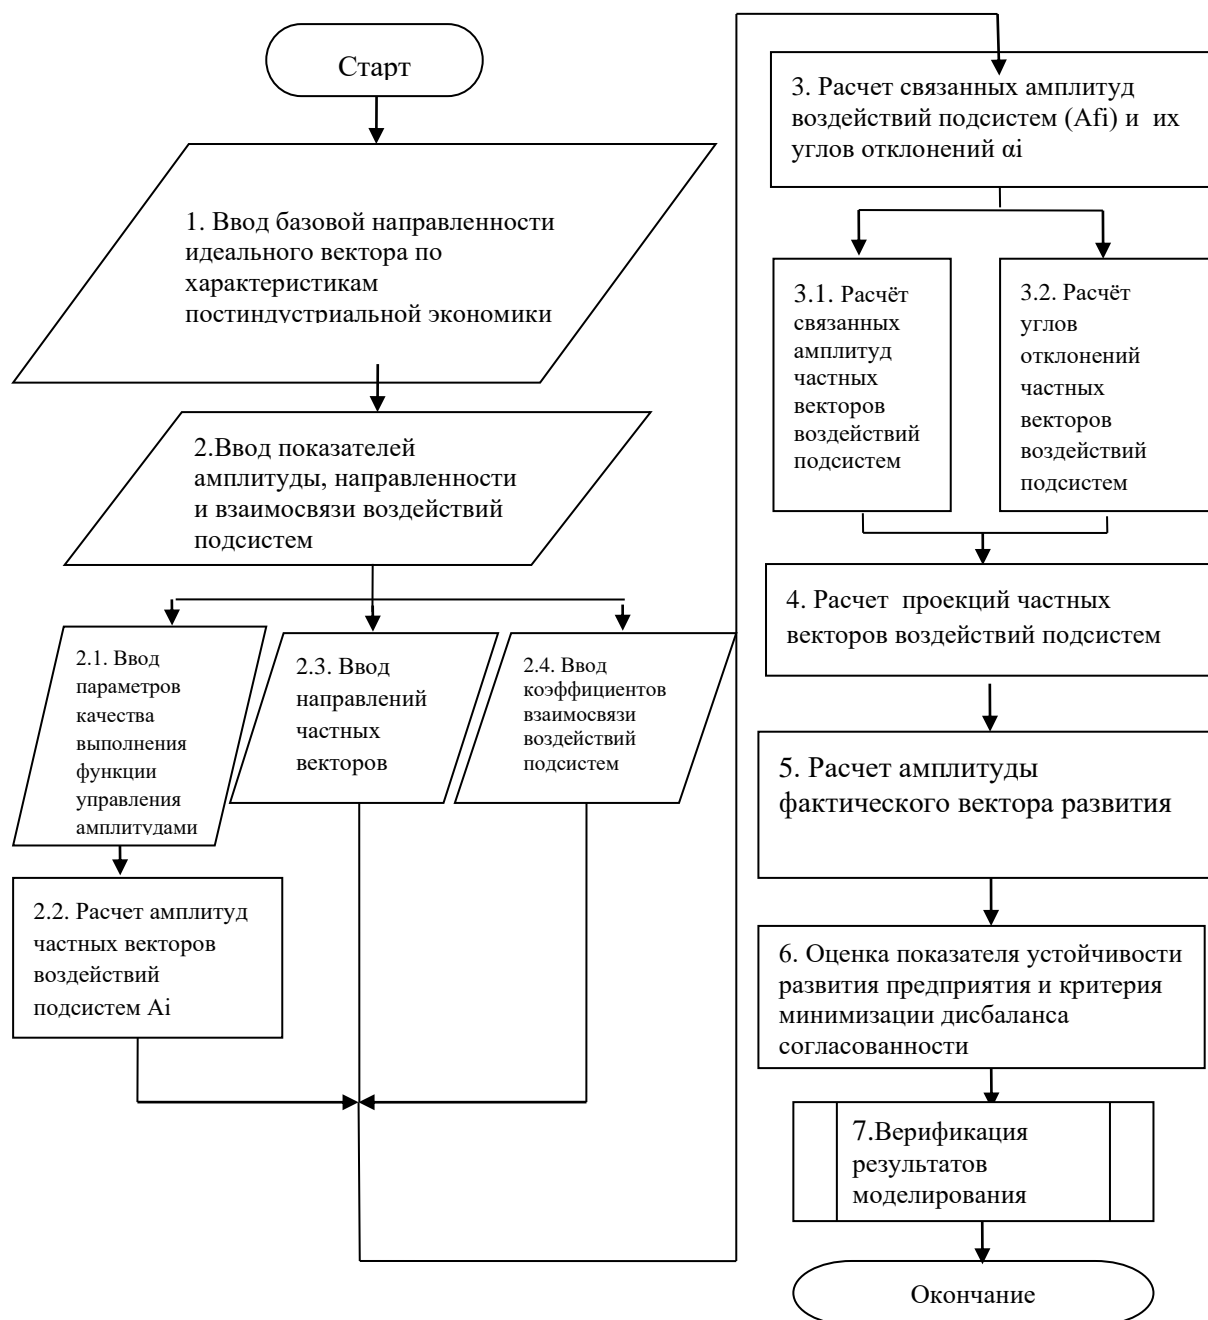 Старт
1. Ввод базовой направленности
идеального вектора по
характеристикам
постиндустриальной экономики
2.Ввод показателей
амплитуды, направленности
и взаимосвязи воздействий
подсистем
2.1. Ввод
параметров
качества
выполнения
функции
управления
амплитудами
2.3. Ввод
направлений
частных
векторов
2.4. Ввод
коэффициентов
взаимосвязи
воздействий
подсистем
2.2. Расчет амплитуд
частных векторов
воздействий
подсистем Ai
3. Расчет связанных амплитуд
воздействий подсистем (Afi) и их
углов отклонений αi
3.1. Расчёт
связанных
амплитуд
частных
векторов
воздействий
подсистем
3.2. Расчёт
углов
отклонений
частных
векторов
воздействий
подсистем
4. Расчет проекций частных
векторов воздействий подсистем
5. Расчет амплитуды
фактического вектора развития
6. Оценка показателя устойчивости
развития предприятия и критерия
минимизации дисбаланса
согласованности
7.Верификация
результатов
моделирования
Окончание